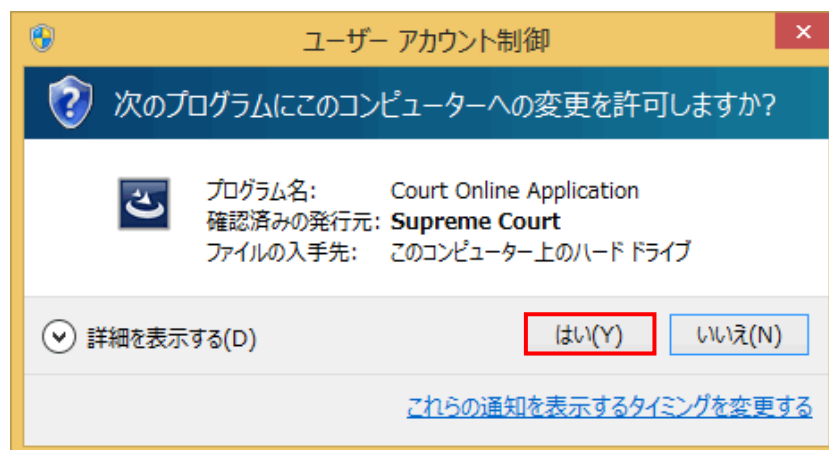 ユーザー アカウント制御
次のプログラムにこのコンピューターへの変更を許可しますか?
プログラム名: Court Online Application
確認済みの発行元: Supreme Court
ファイルの入手先: このコンピューター上のハード ドライブ
詳細を表示する(D) はい(Y) いいえ(N)
これらの通知を表示するタイミングを変更する